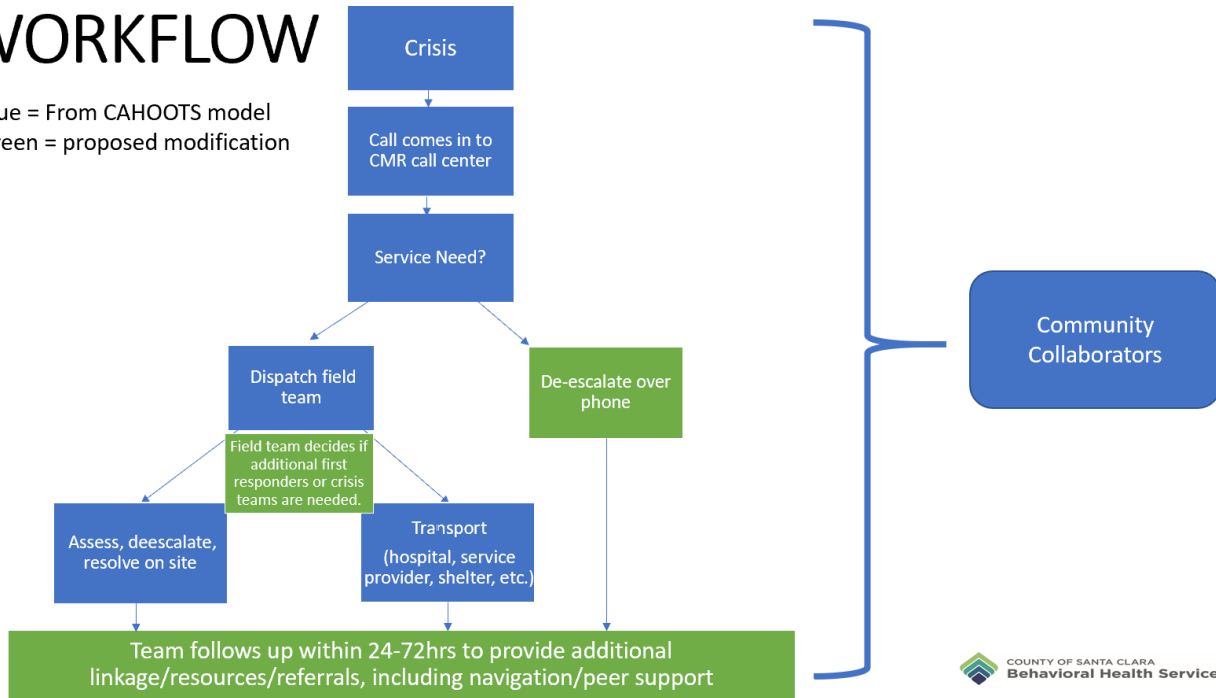 WORKFLOW
ue = From CAHOOTS model
reen = proposed modification
Crisis
Call comes in to
CMR call center
Service Need?
Dispatch field
team
De-escalate over
phone
Field team decides if
additional first
responders or crisis
teams are needed.
Assess, deescalate,
resolve on site
Transport
(hospital, service
provider, shelter, etc.)
Team follows up within 24-72hrs to provide additional
linkage/resources/referrals, including navigation/peer support
Community
Collaborators
COUNTY OF SANTA CLARA
Behavioral Health Service